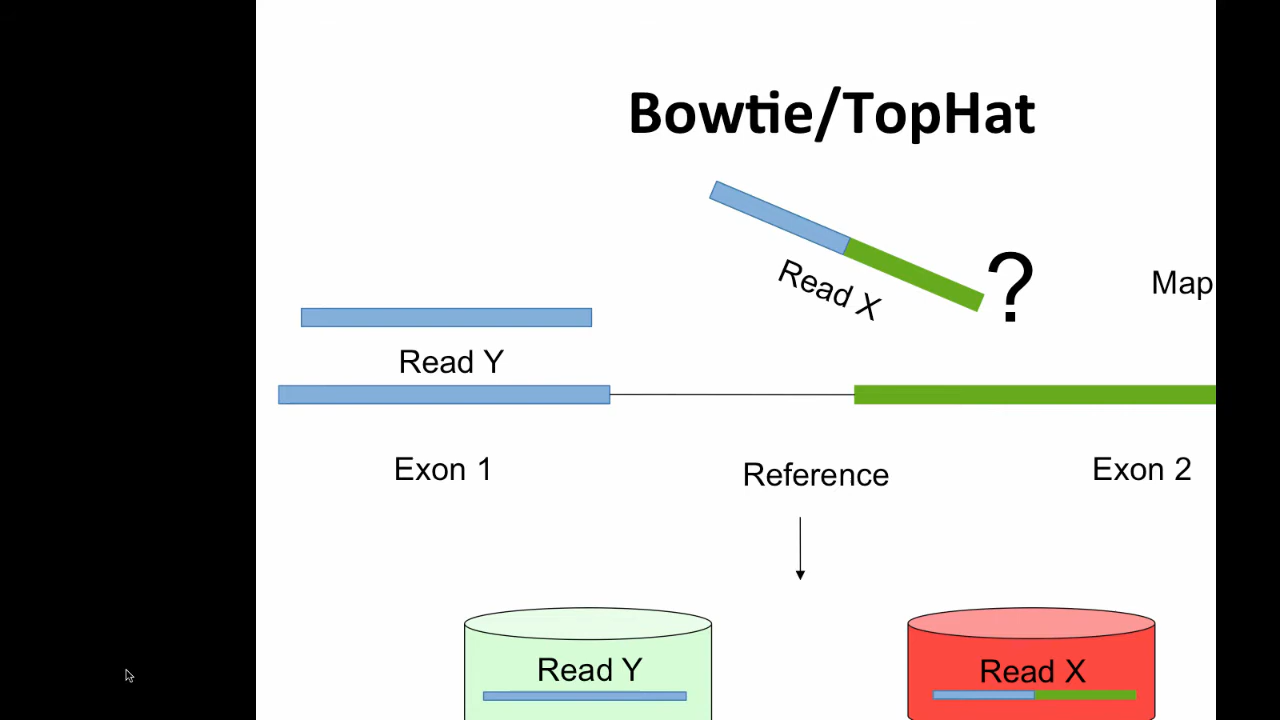 Bowtie/TopHat
Read X
?
Map
Read Y
Exon 1
Reference
Exon 2
Read Y
Read X